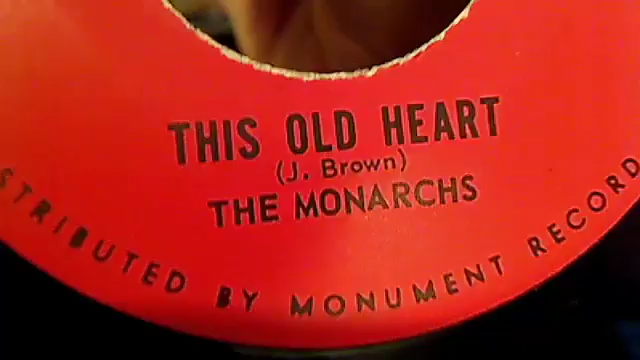 THIS OLD HEART
(J. Brown)
THE MONARCHS
STRIBUTED BY MONUMENT RECORD